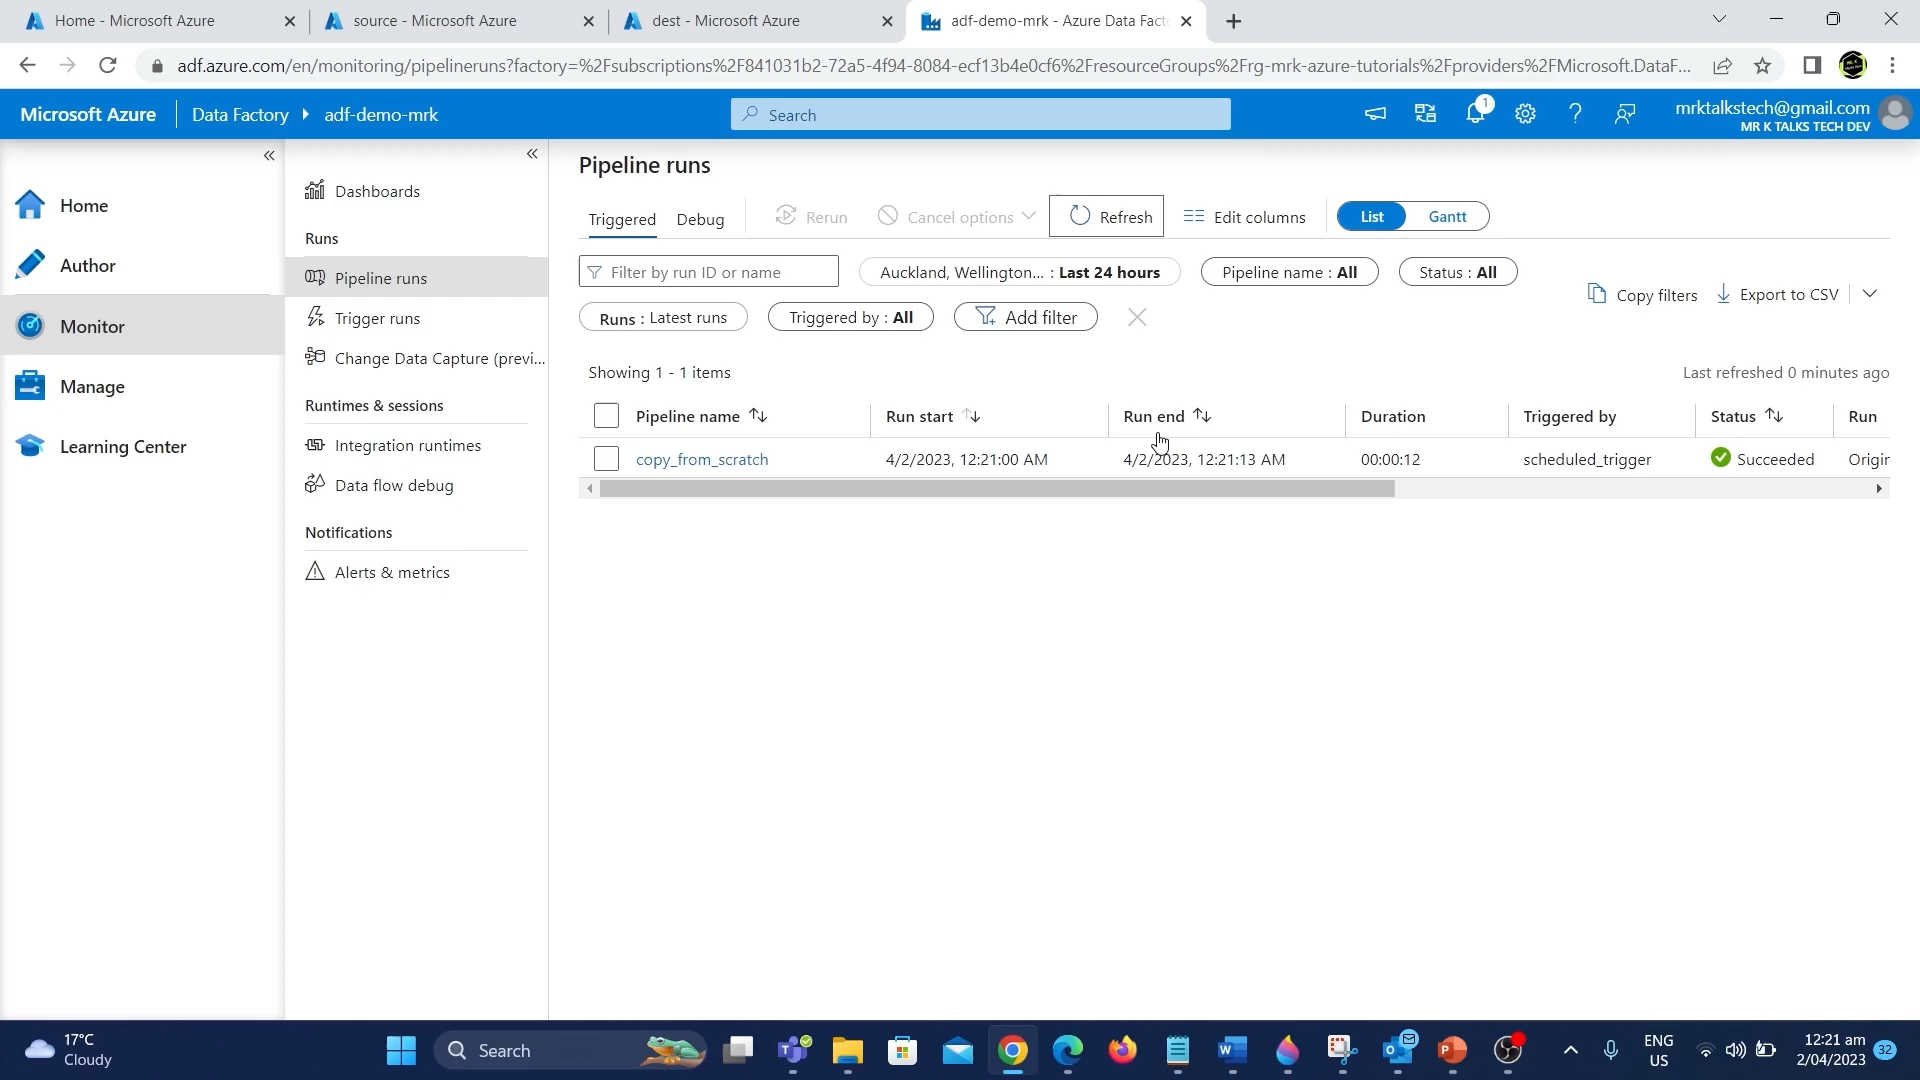 Home - Microsoft Azure
source - Microsoft Azure
dest - Microsoft Azure
adf-demo-mrk - Azure Data Fact
adf.azure.com/en/monitoring/pipelineruns?factory=%2Fsubscriptions%2F841031b2-72a5-4f94-8084-ecf13b4e0cf6%2FresourceGroups%2Frg-mrk-azure-tutorials%2Fproviders%2FMicrosoft.DataF...
Microsoft Azure
Data Factory
adf-demo-mrk
Search
1
mrktalkstech@gmail.com
MR K TALKS TECH DEV
Home
Author
Monitor
Manage
Learning Center
Dashboards
Runs
Pipeline runs
Trigger runs
Change Data Capture (previ...
Runtimes & sessions
Integration runtimes
Data flow debug
Notifications
Alerts & metrics
Pipeline runs
Triggered Debug Rerun Cancel options Refresh Edit columns List Gantt
Filter by run ID or name Auckland, Wellington... : Last 24 hours Pipeline name : All Status : All
Copy filters Export to CSV
Runs : Latest runs Triggered by : All Add filter
Showing 1 - 1 items
Last refreshed 0 minutes ago
Pipeline name Run start Run end Duration Triggered by Status Run
copy_from_scratch 4/2/2023, 12:21:00 AM 4/2/2023, 12:21:13 AM 00:00:12 scheduled_trigger Succeeded Origin
17°C
Cloudy
Search
ENG
US
12:21 am
2/04/2023
32